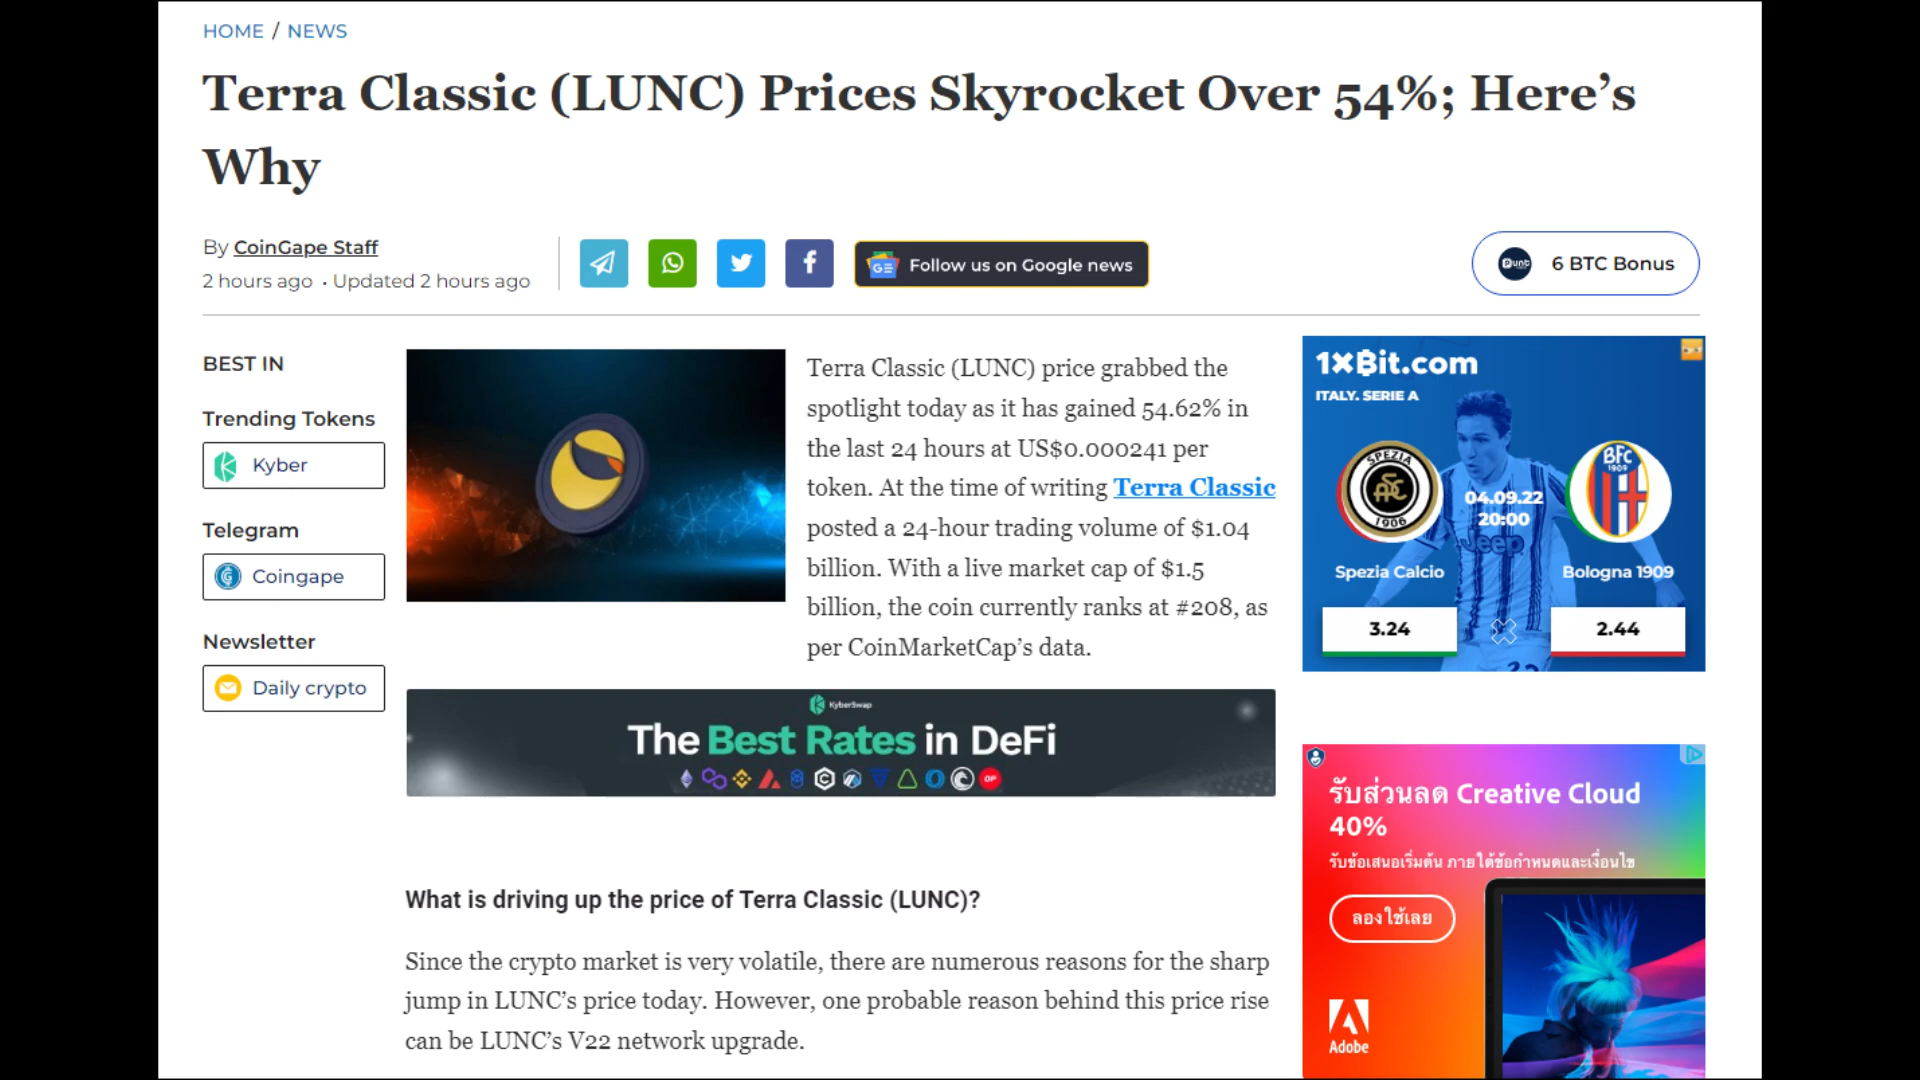 HOME / NEWS
Terra Classic (LUNC) Prices Skyrocket Over 54%; Here’s
Why
By CoinGape Staff
2 hours ago • Updated 2 hours ago
GE Follow us on Google news
Punt 6 BTC Bonus
BEST IN
Trending Tokens
Kyber
Telegram
Coingape
Newsletter
Daily crypto
Terra Classic (LUNC) price grabbed the
spotlight today as it has gained 54.62% in
the last 24 hours at US$0.000241 per
token. At the time of writing Terra Classic
posted a 24-hour trading volume of $1.04
billion. With a live market cap of $1.5
billion, the coin currently ranks at #208, as
per CoinMarketCap’s data.
KyberSwap
The Best Rates in DeFi
OP
What is driving up the price of Terra Classic (LUNC)?
Since the crypto market is very volatile, there are numerous reasons for the sharp
jump in LUNC’s price today. However, one probable reason behind this price rise
can be LUNC’s V22 network upgrade.
1XBit.com
ITALY. SERIE A
SPEZIA
1906
BFC
1909
04.09.22
20:00
Jeep
Spezia Calcio
Bologna 1909
3.24
2.44
รับส่วนลด Creative Cloud
40%
รับข้อเสนอเริ่มต้น ภายใต้ข้อกำหนดและเงื่อนไข
ลองใช้เลย
Adobe